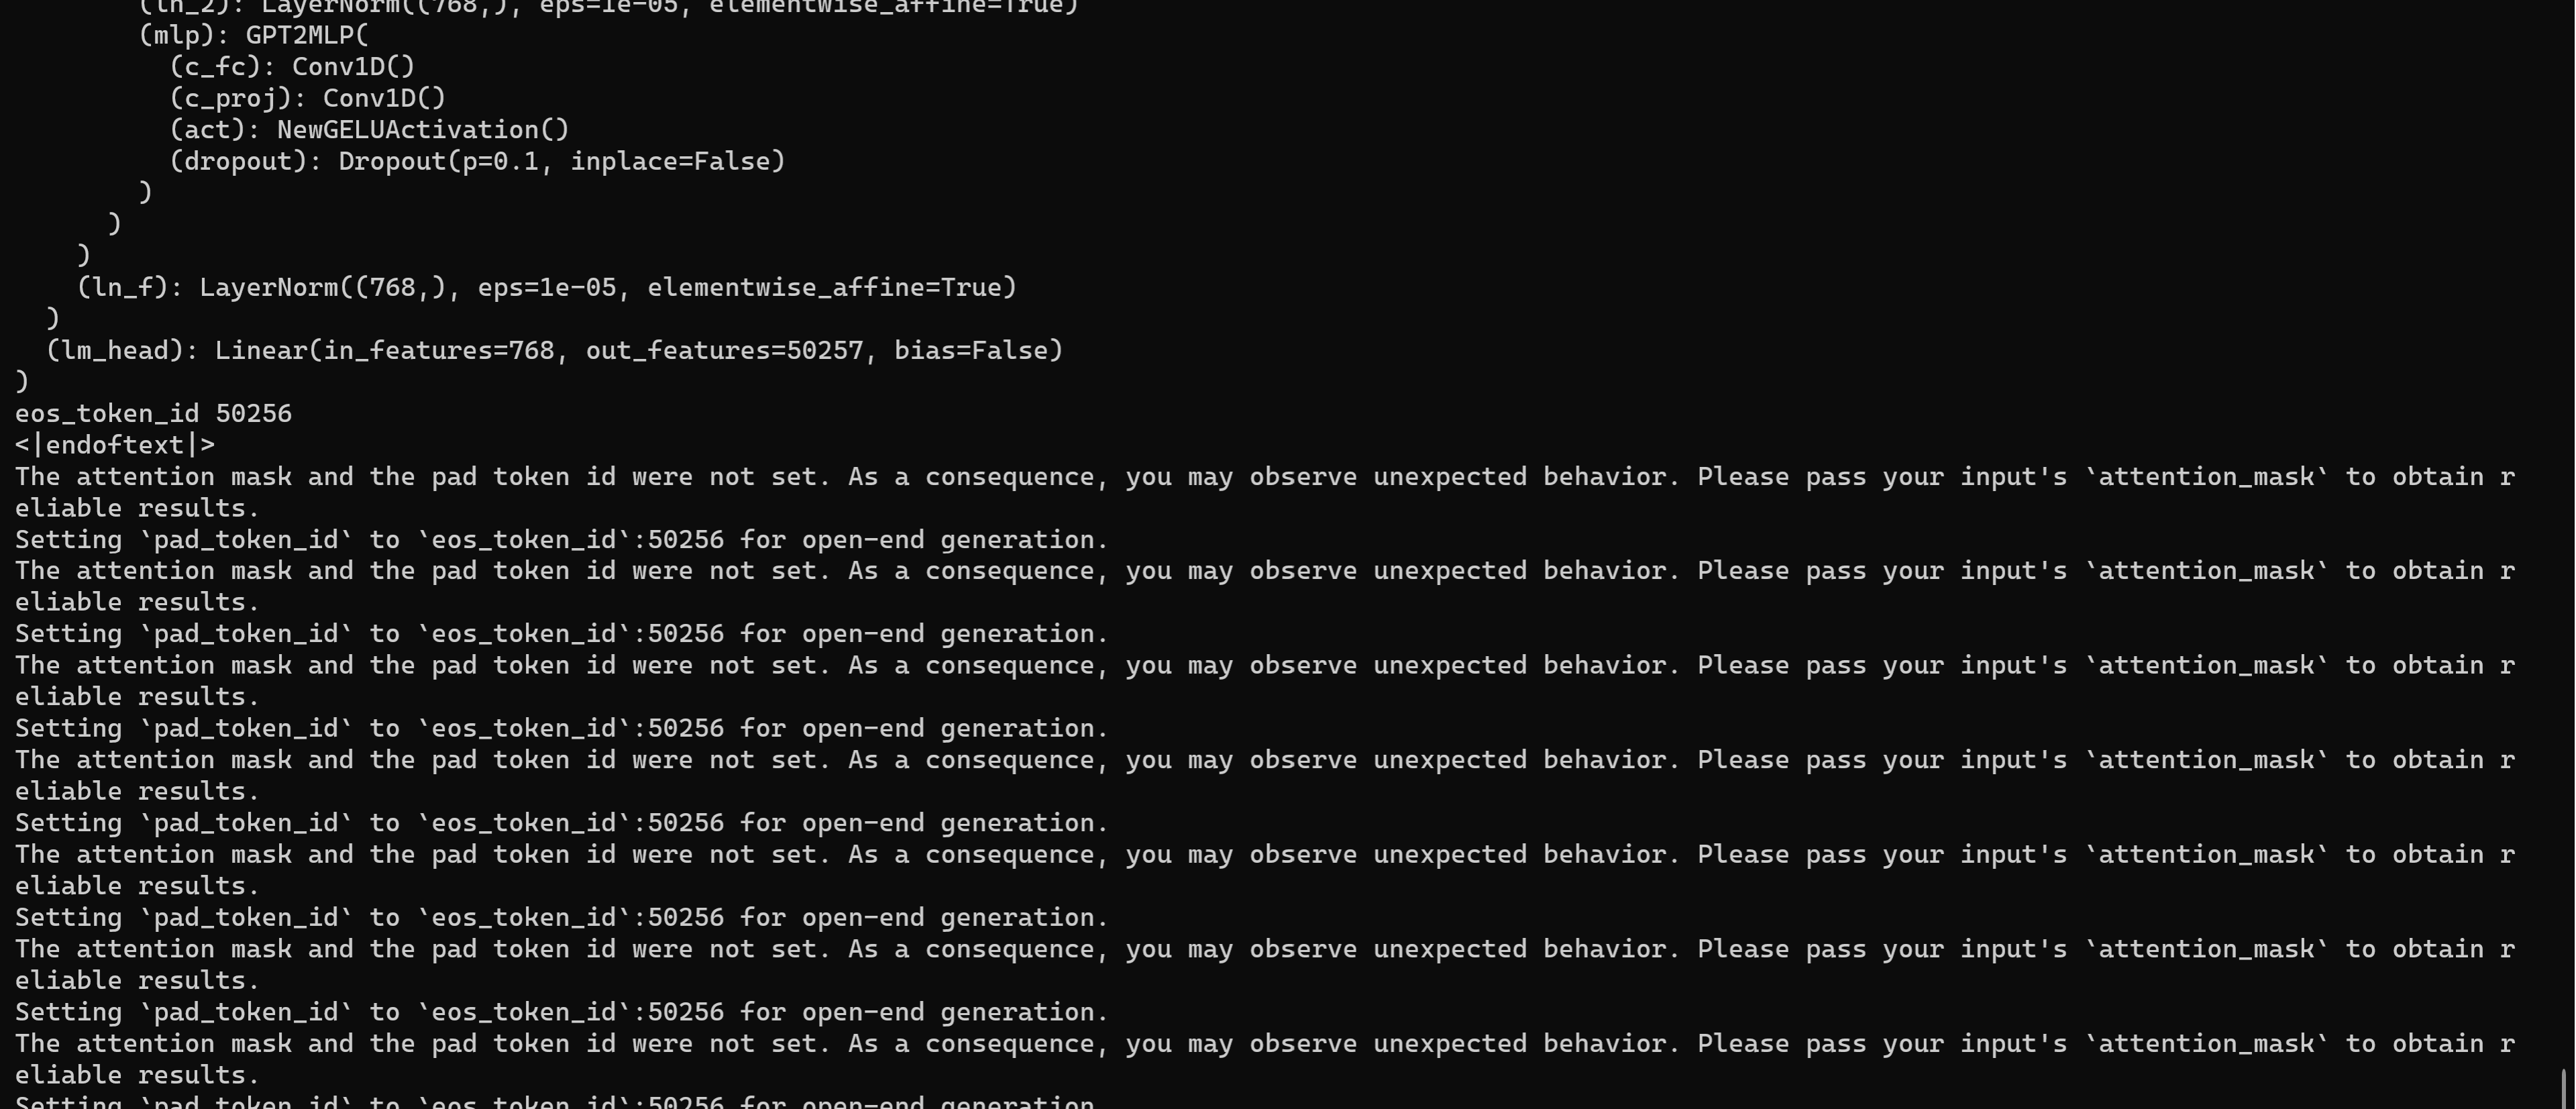 (ln_2): LayerNorm((768,), eps=1e-05, elementwise_affine=True)
(mlp): GPT2MLP(
(c_fc): Conv1D()
(c_proj): Conv1D()
(act): NewGELUActivation()
(dropout): Dropout(p=0.1, inplace=False)
)
)
)
(ln_f): LayerNorm((768,), eps=1e-05, elementwise_affine=True)
)
(lm_head): Linear(in_features=768, out_features=50257, bias=False)
)
eos_token_id 50256
<|endoftext|>
The attention mask and the pad token id were not set. As a consequence, you may observe unexpected behavior. Please pass your input's `attention_mask` to obtain r
eliable results.
Setting `pad_token_id` to `eos_token_id`:50256 for open-end generation.
The attention mask and the pad token id were not set. As a consequence, you may observe unexpected behavior. Please pass your input's `attention_mask` to obtain r
eliable results.
Setting `pad_token_id` to `eos_token_id`:50256 for open-end generation.
The attention mask and the pad token id were not set. As a consequence, you may observe unexpected behavior. Please pass your input's `attention_mask` to obtain r
eliable results.
Setting `pad_token_id` to `eos_token_id`:50256 for open-end generation.
The attention mask and the pad token id were not set. As a consequence, you may observe unexpected behavior. Please pass your input's `attention_mask` to obtain r
eliable results.
Setting `pad_token_id` to `eos_token_id`:50256 for open-end generation.
The attention mask and the pad token id were not set. As a consequence, you may observe unexpected behavior. Please pass your input's `attention_mask` to obtain r
eliable results.
Setting `pad_token_id` to `eos_token_id`:50256 for open-end generation.
The attention mask and the pad token id were not set. As a consequence, you may observe unexpected behavior. Please pass your input's `attention_mask` to obtain r
eliable results.
Setting `pad_token_id` to `eos_token_id`:50256 for open-end generation.
The attention mask and the pad token id were not set. As a consequence, you may observe unexpected behavior. Please pass your input's `attention_mask` to obtain r
eliable results.
Setting `pad_token_id` to `eos_token_id`:50256 for open-end generation.